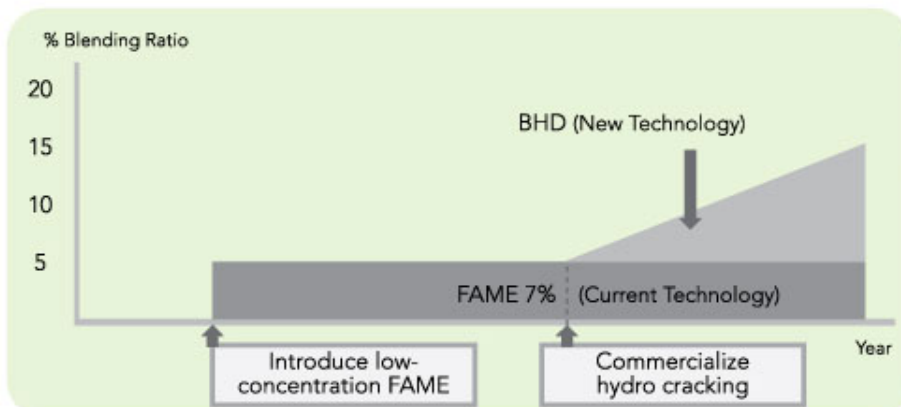 % Blending Ratio
20
15
10
5
BHD (New Technology)
FAME 7% (Current Technology)
Year
Introduce low-
concentration FAME
Commercialize
hydro cracking